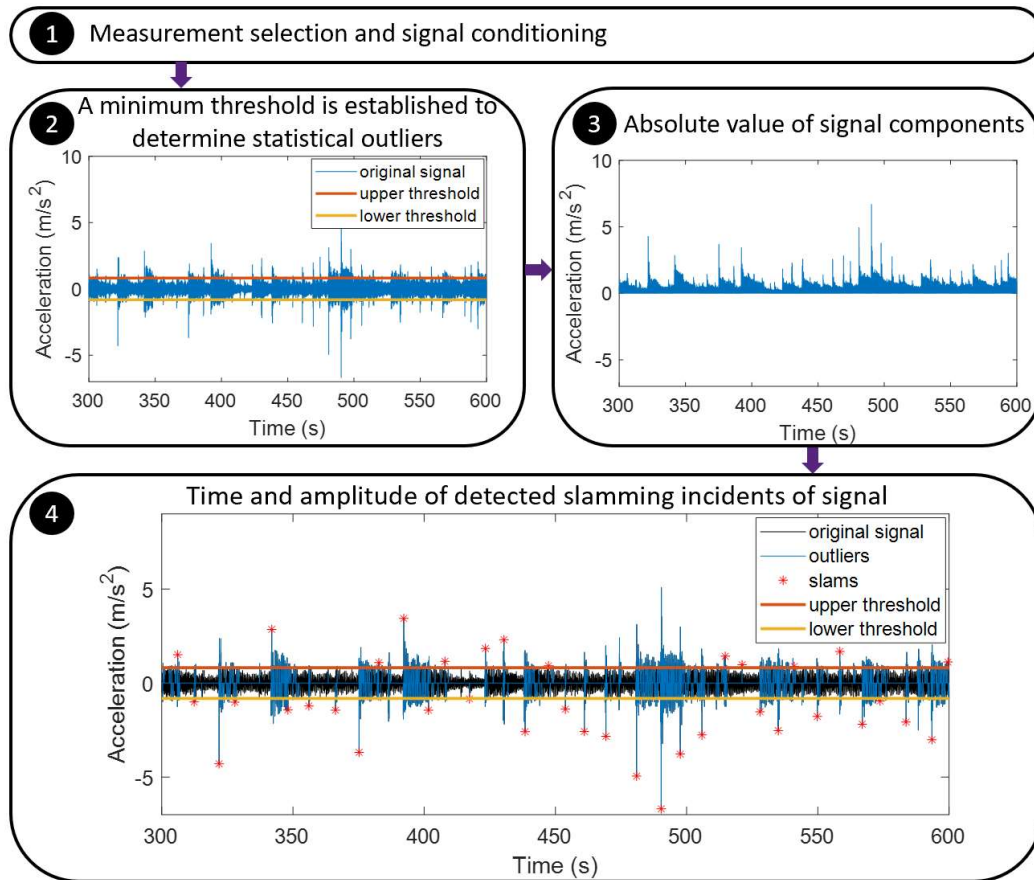 1 Measurement selection and signal conditioning
2 A minimum threshold is established to
determine statistical outliers
10
5
0
-5
Acceleration (m/s²)
original signal
upper threshold
lower threshold
300 350 400 450 500 550 600
Time (s)
3 Absolute value of signal components
10
5
0
-5
Acceleration (m/s²)
300 350 400 450 500 550 600
Time (s)
4 Time and amplitude of detected slamming incidents of signal
5
0
-5
Acceleration (m/s²)
original signal
outliers
slams
upper threshold
lower threshold
300 350 400 450 500 550 600
Time (s)